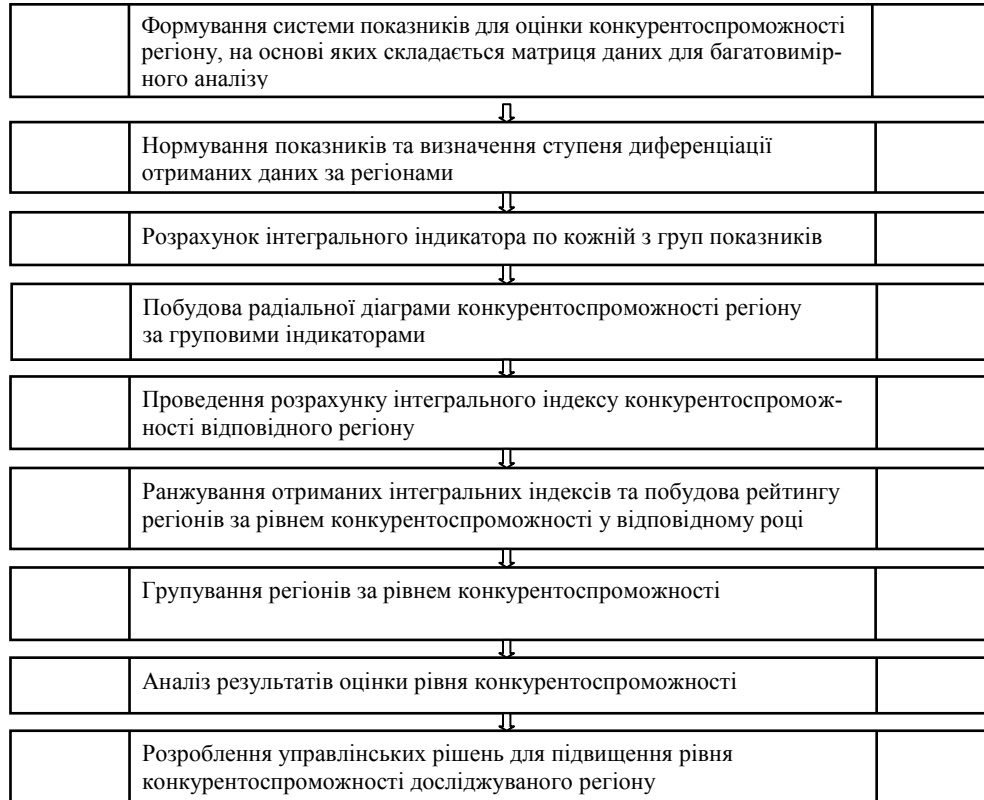 Формування системи показників для оцінки конкурентоспроможності
регіону, на основі яких складається матриця даних для багатовимір-
ного аналізу
Нормування показників та визначення ступеня диференціації
отриманих даних за регіонами
Розрахунок інтегрального індикатора по кожній з груп показників
Побудова радіальної діаграми конкурентоспроможності регіону
за груповими індикаторами
Проведення розрахунку інтегрального індексу конкурентоспромож-
ності відповідного регіону
Ранжування отриманих інтегральних індексів та побудова рейтингу
регіонів за рівнем конкурентоспроможності у відповідному році
Групування регіонів за рівнем конкурентоспроможності
Аналіз результатів оцінки рівня конкурентоспроможності
Розроблення управлінських рішень для підвищення рівня
конкурентоспроможності досліджуваного регіону